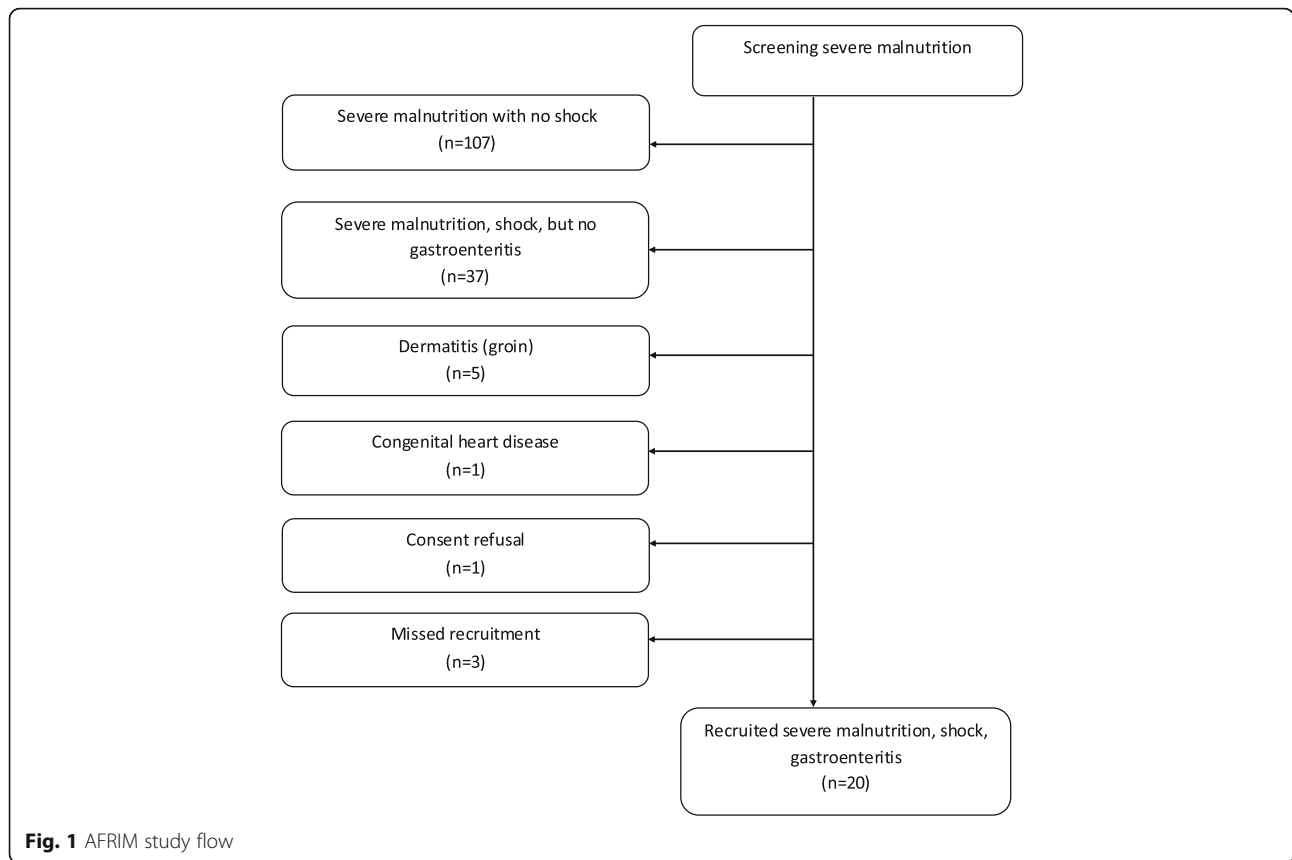 Screening severe malnutrition
Severe malnutrition with no shock
(n=107)
Severe malnutrition, shock, but no
gastroenteritis
(n=37)
Dermatitis (groin)
(n=5)
Congenital heart disease
(n=1)
Consent refusal
(n=1)
Missed recruitment
(n=3)
Recruited severe malnutrition, shock,
gastroenteritis
(n=20)
Fig. 1 AFRIM study flow